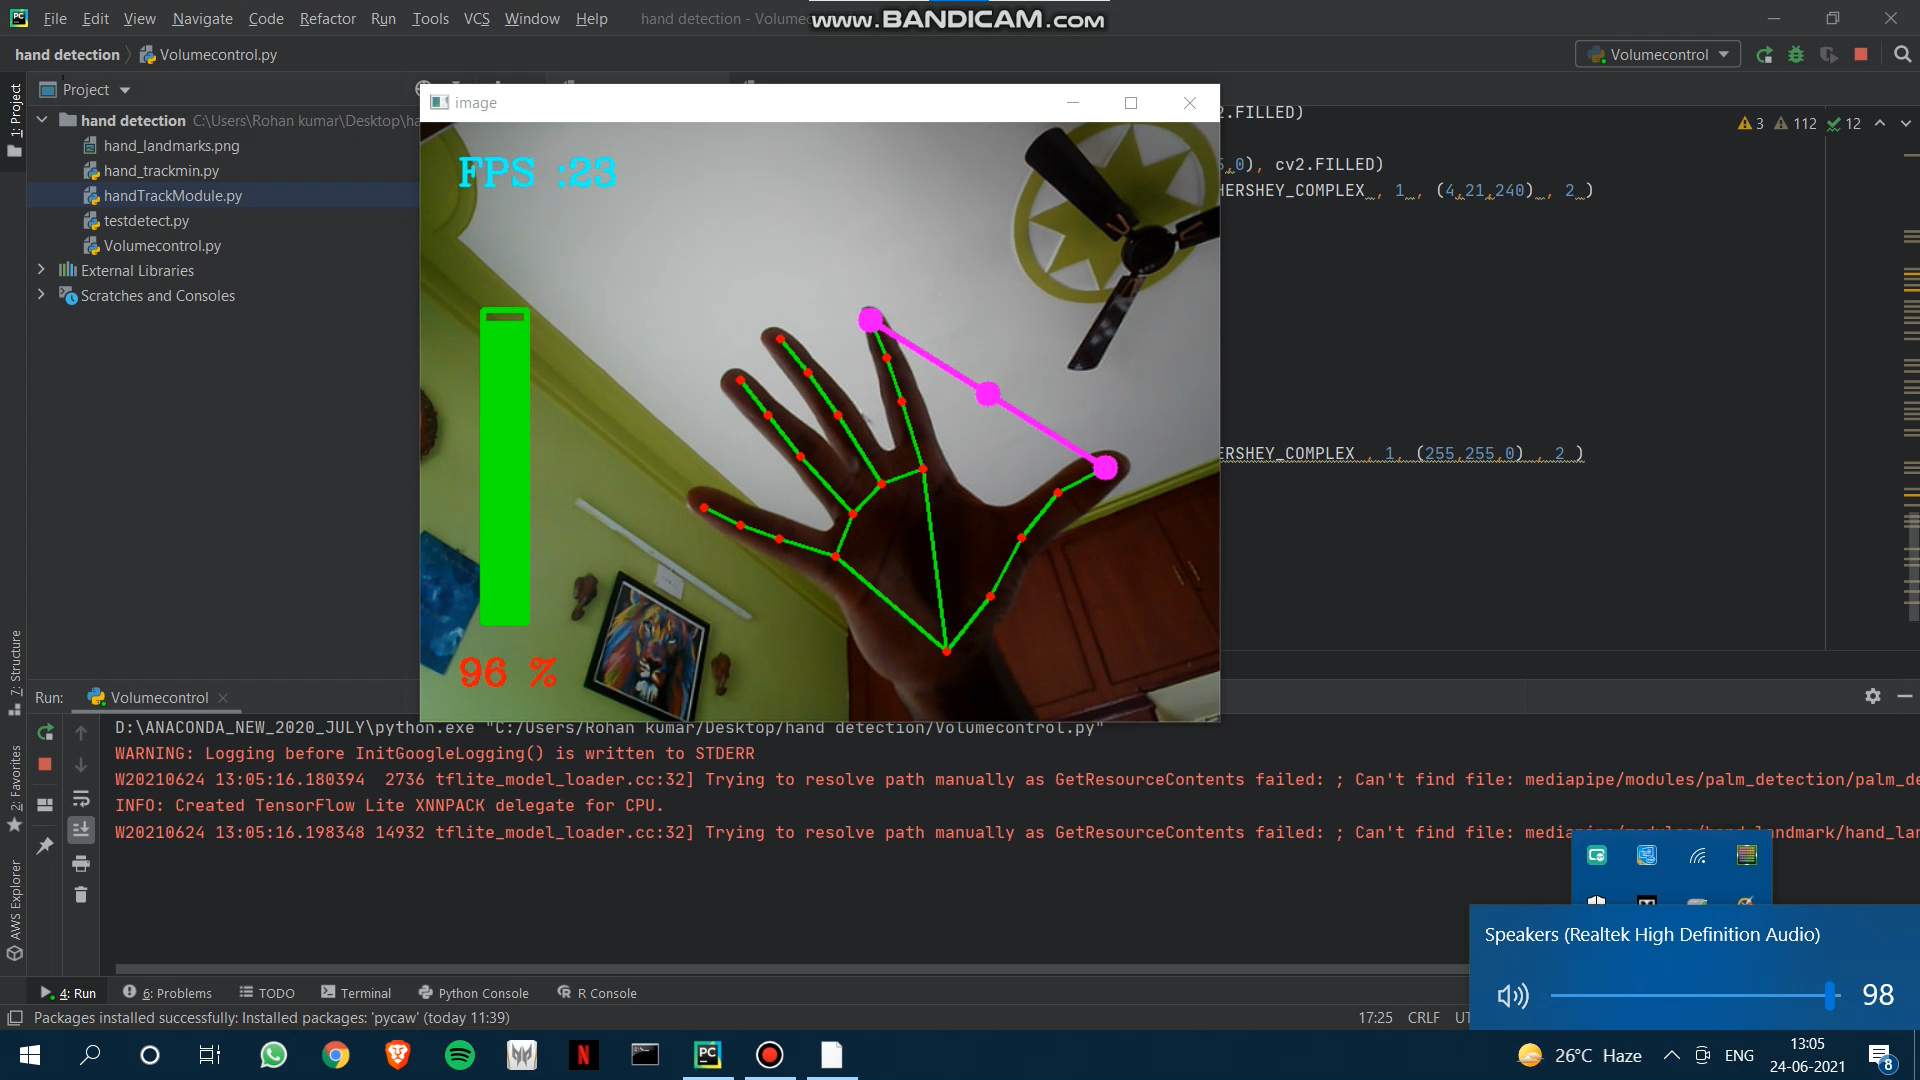 File Edit View Navigate Code Refactor Run Tools VCS Window Help hand detection - Volumec
www.BANDICAM.com
hand detection Volumecontrol.py
Volumecontrol
1: Project
Project
image
hand detection C:\Users\Rohan kumar\Desktop\ha
hand_landmarks.png
hand_trackmin.py
handTrackModule.py
testdetect.py
Volumecontrol.py
External Libraries
Scratches and Consoles
FPS :23
96 %
2.FILLED)
3 112 12
,0), cv2.FILLED)
HERSHEY_COMPLEX , 1 , (4,21,240) , 2 )
ERSHEY_COMPLEX , 1, (255,255,0) , 2 )
7: Structure
2: Favorites
AWS Explorer
Run: Volumecontrol
D:\ANACONDA_NEW_2020_JULY\python.exe "C:/Users/Rohan kumar/Desktop/hand detection/Volumecontrol.py"
WARNING: Logging before InitGoogleLogging() is written to STDERR
W20210624 13:05:16.180394  2736 tflite_model_loader.cc:32] Trying to resolve path manually as GetResourceContents failed: ; Can't find file: mediapipe/modules/palm_detection/palm_de
INFO: Created TensorFlow Lite XNNPACK delegate for CPU.
W20210624 13:05:16.198348 14932 tflite_model_loader.cc:32] Trying to resolve path manually as GetResourceContents failed: ; Can't find file: mediapipe/modules/hand_landmark/hand_lan
Speakers (Realtek High Definition Audio)
98
4: Run 6: Problems TODO Terminal Python Console R Console
Packages installed successfully: Installed packages: 'pycaw' (today 11:39)
17:25 CRLF UT
26°C Haze
ENG
13:05
24-06-2021
8